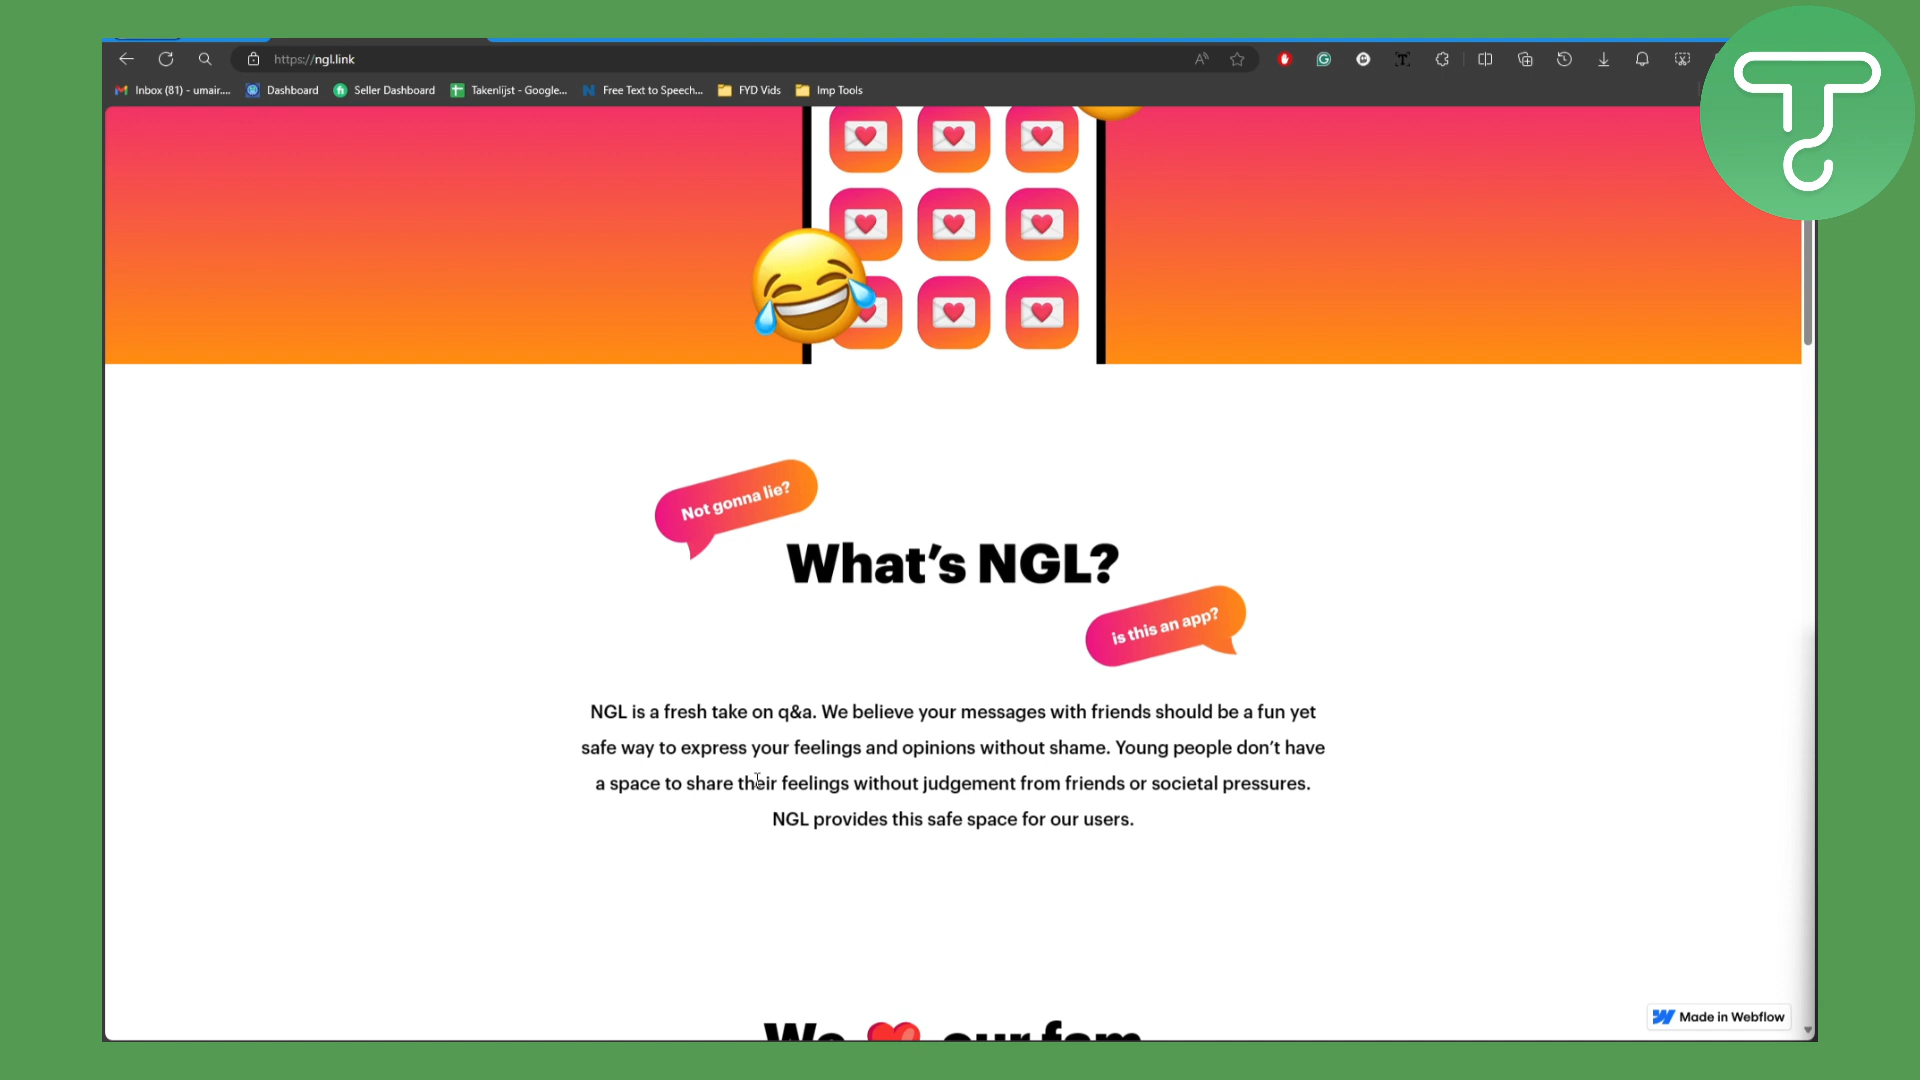 https://ngl.link
Inbox (81) - umair....
Dashboard
Seller Dashboard
Takenlijst - Google...
Free Text to Speech...
FYD Vids
Imp Tools
Not gonna lie?
What's NGL?
is this an app?
NGL is a fresh take on q&a. We believe your messages with friends should be a fun yet
safe way to express your feelings and opinions without shame. Young people don't have
a space to share their feelings without judgement from friends or societal pressures.
NGL provides this safe space for our users.
We ❤️ our fam
Made in Webflow